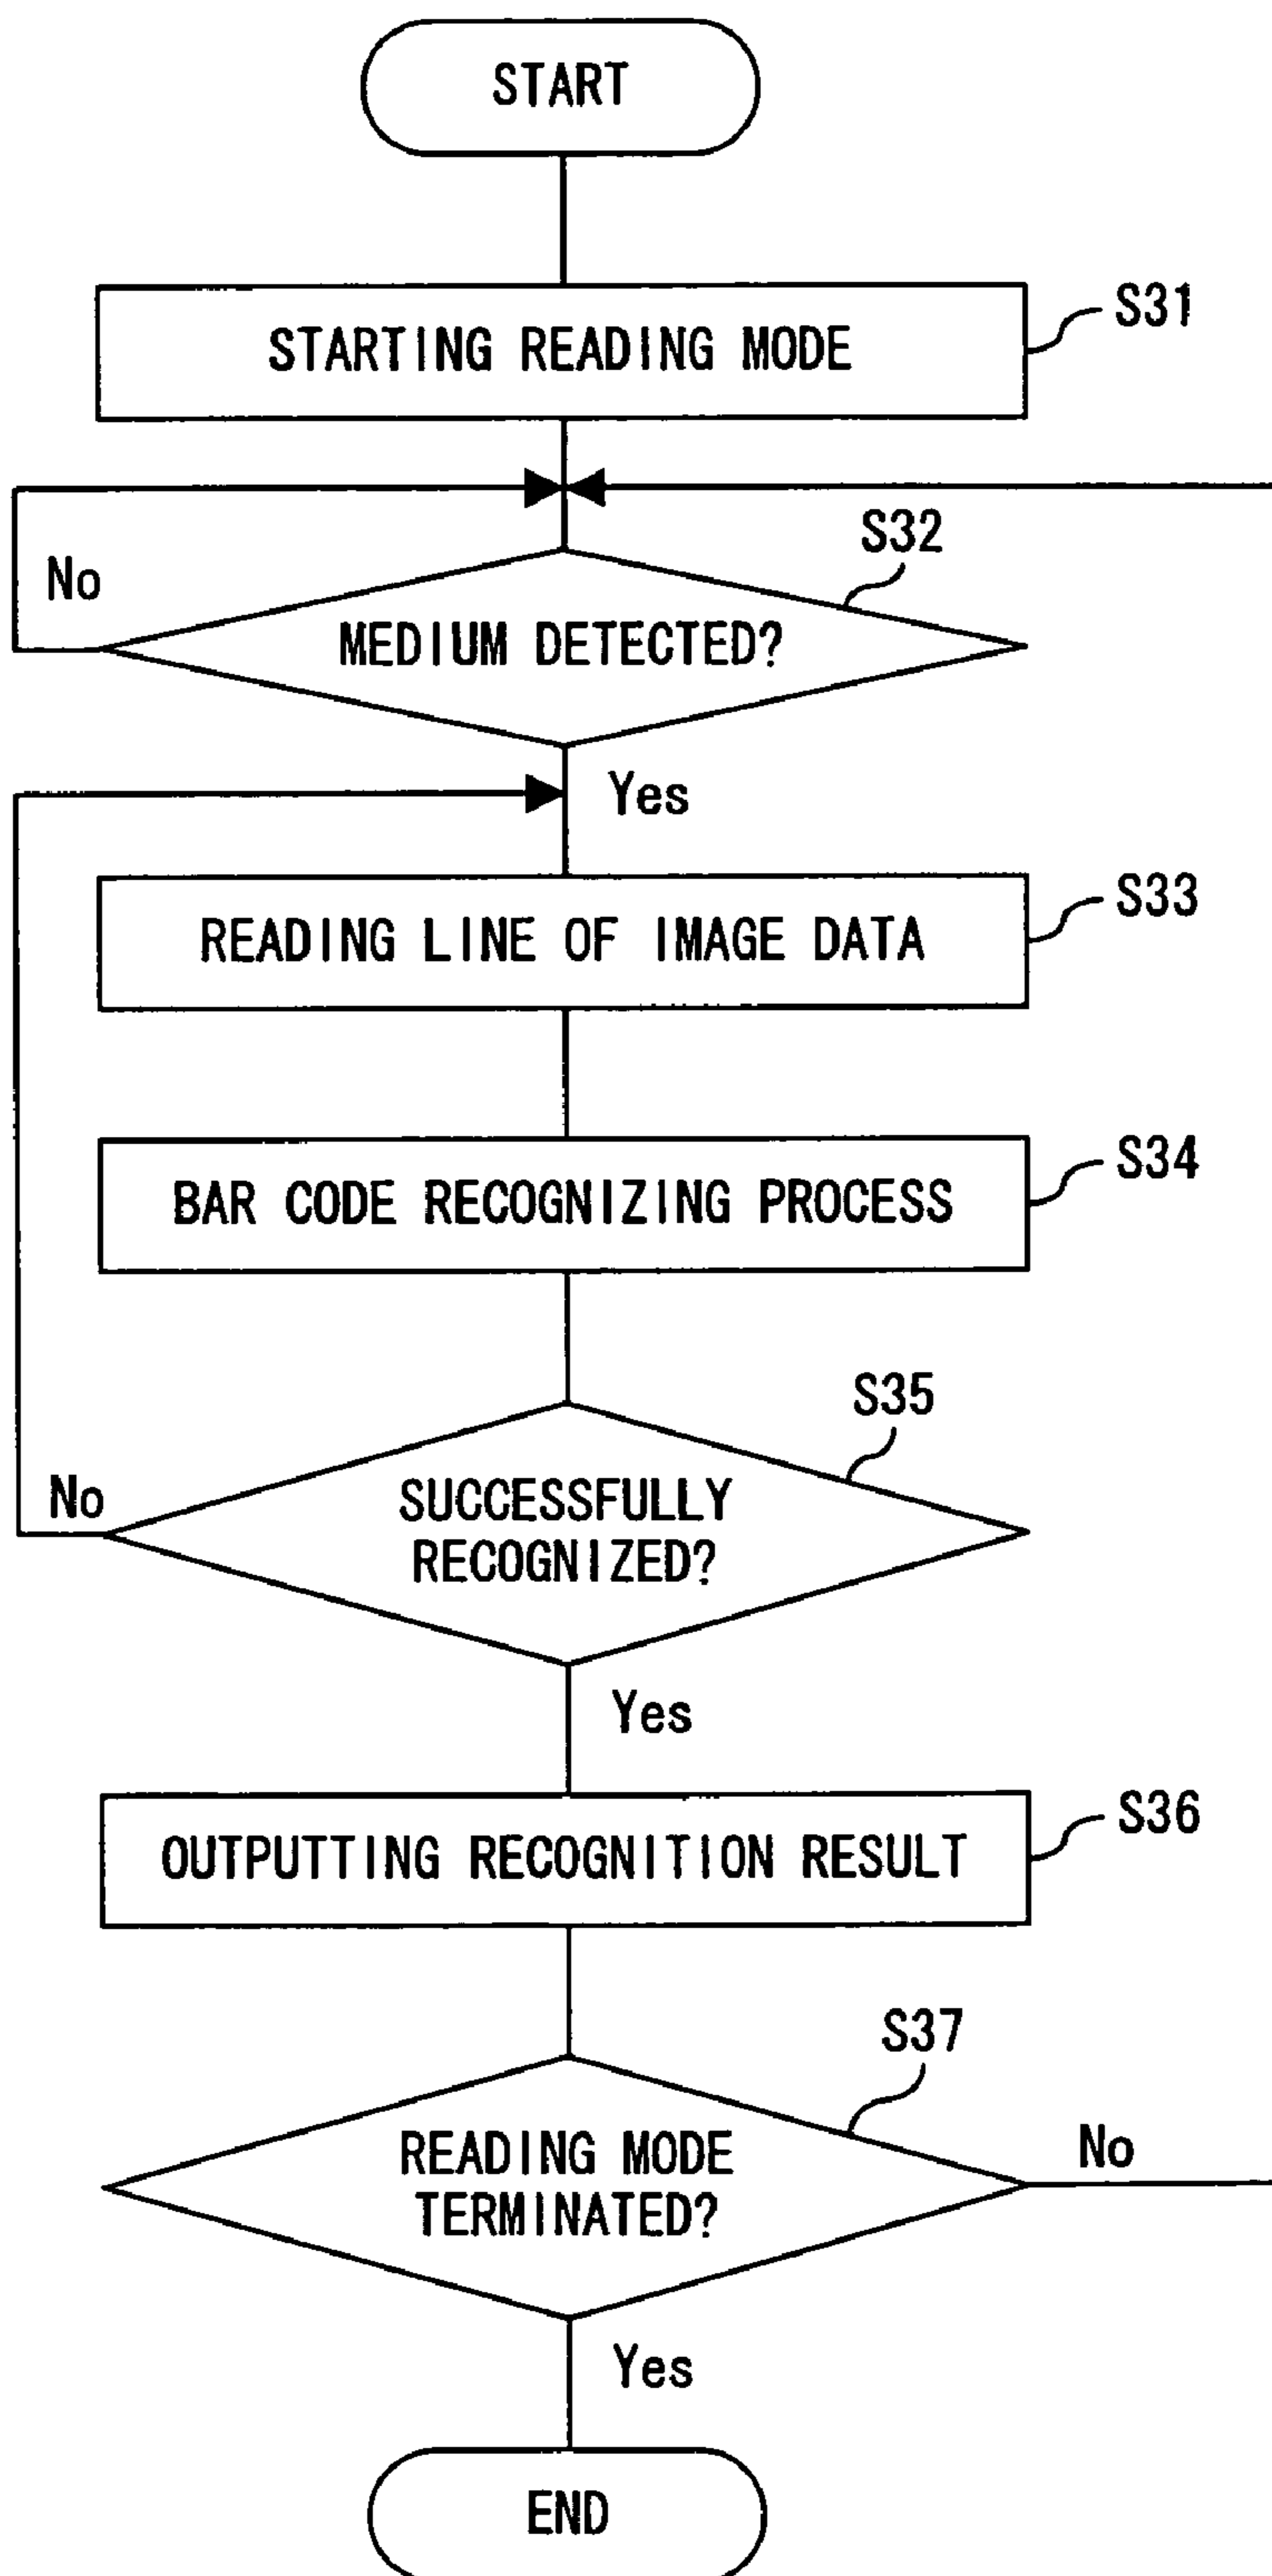 START
STARTING READING MODE
S31
S32
No
MEDIUM DETECTED?
Yes
READING LINE OF IMAGE DATA
S33
BAR CODE RECOGNIZING PROCESS
S34
S35
No
SUCCESSFULLY
RECOGNIZED?
Yes
OUTPUTTING RECOGNITION RESULT
S36
S37
READING MODE
TERMINATED?
No
Yes
END